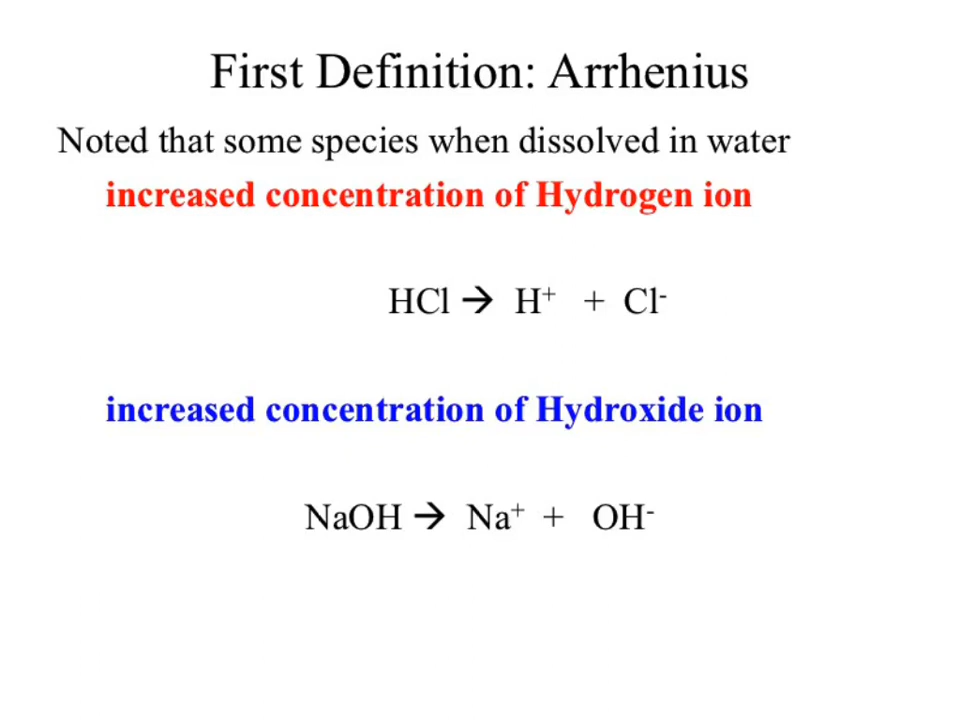 First Definition: Arrhenius
Noted that some species when dissolved in water
increased concentration of Hydrogen ion
HCl → H⁺ + Cl⁻
increased concentration of Hydroxide ion
NaOH → Na⁺ + OH⁻